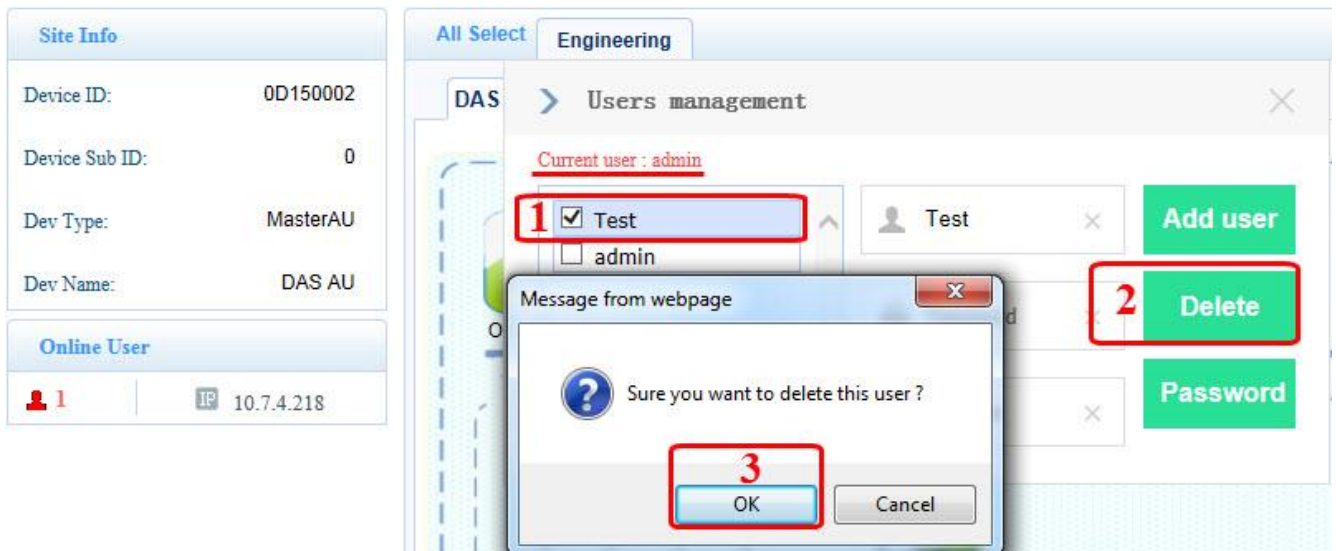 Site Info
Device ID: 0D150002
Device Sub ID: 0
Dev Type: MasterAU
Dev Name: DAS AU
Online User
1 IP 10.7.4.218
All Select Engineering
DAS
Users management
Current user : admin
1 Test
admin
Test
Add user
2 Delete
Password
Message from webpage
Sure you want to delete this user ?
3
OK Cancel